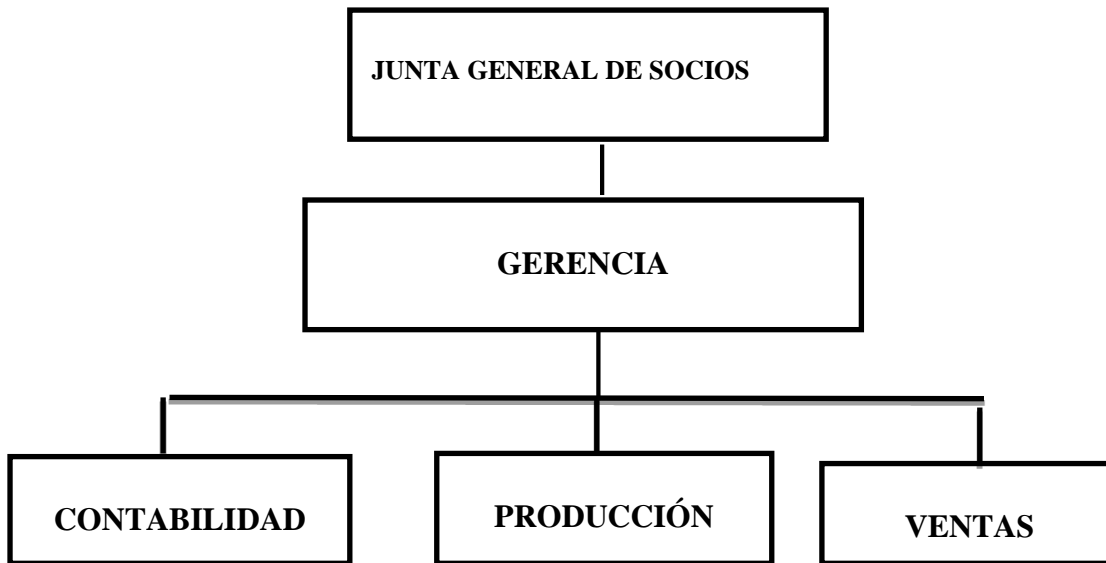 JUNTA GENERAL DE SOCIOS
GERENCIA
CONTABILIDAD
PRODUCCIÓN
VENTAS